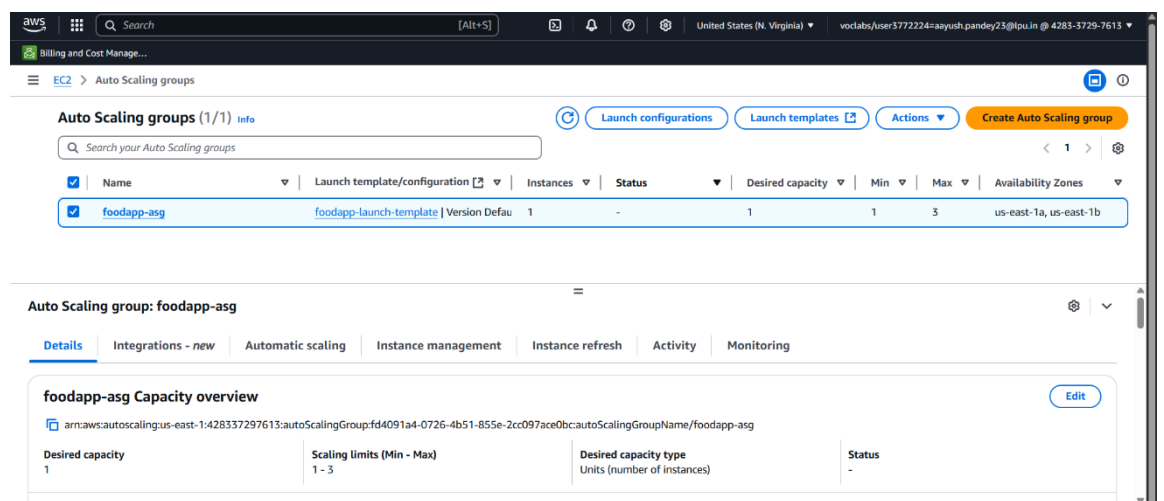 aws Search [Alt+S] United States (N. Virginia) voclabs/user3772224=aayush.pandey23@lpu.in @ 4283-3729-7613
Billing and Cost Manage...
EC2 > Auto Scaling groups
Auto Scaling groups (1/1) Info Launch configurations Launch templates Actions Create Auto Scaling group
Search your Auto Scaling groups 1
Name Launch template/configuration Instances Status Desired capacity Min Max Availability Zones
foodapp-asg foodapp-launch-template | Version Defau 1 - 1 1 3 us-east-1a, us-east-1b
Auto Scaling group: foodapp-asg
Details Integrations - new Automatic scaling Instance management Instance refresh Activity Monitoring
foodapp-asg Capacity overview Edit
arn:aws:autoscaling:us-east-1:428337297613:autoScalingGroup:fd4091a4-0726-4b51-855e-2cc097ace0bc:autoScalingGroupName/foodapp-asg
Desired capacity Scaling limits (Min - Max) Desired capacity type Status
1 1 - 3 Units (number of instances) -